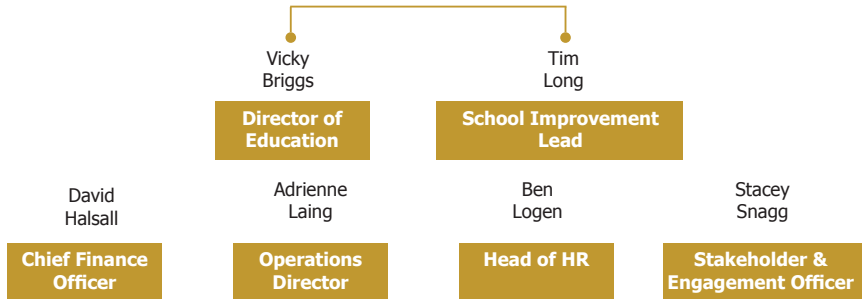 Vicky
Briggs
Director of
Education
Tim
Long
School Improvement
Lead
David
Halsall
Chief Finance
Officer
Adrienne
Laing
Operations
Director
Ben
Logen
Head of HR
Stacey
Snagg
Stakeholder &
Engagement Officer